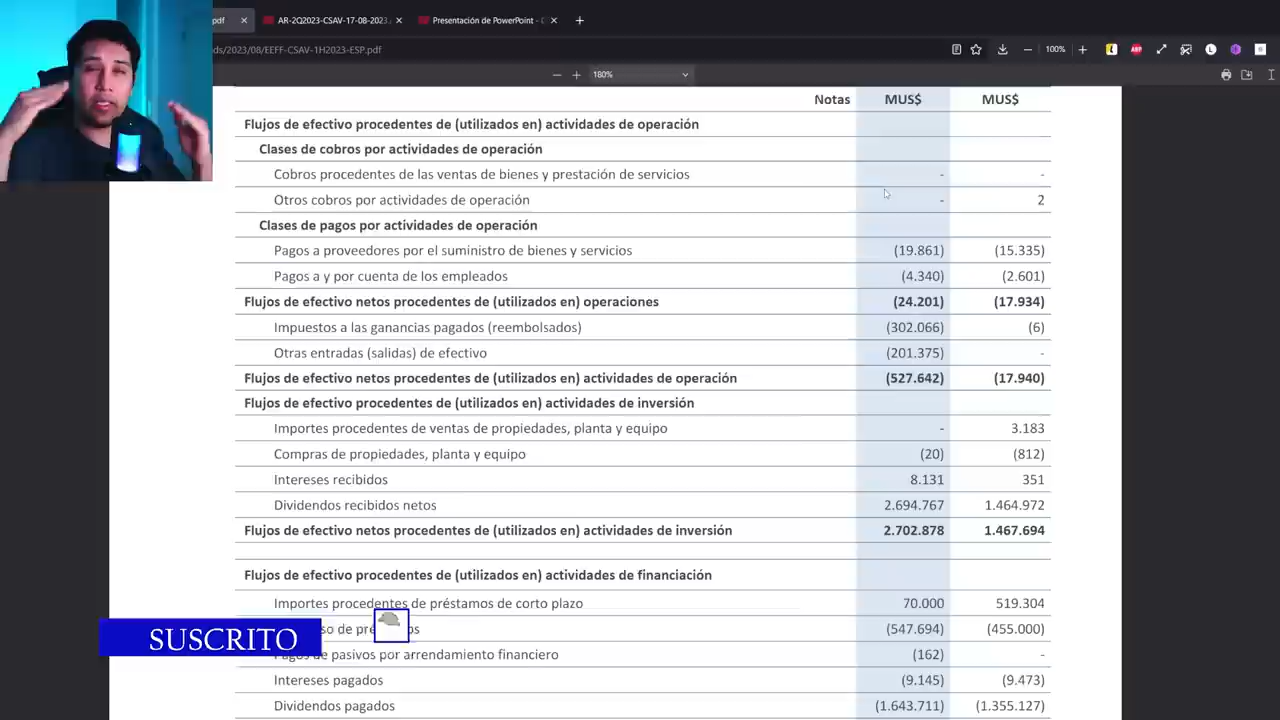 pdf
AR-2Q2023-CSAV-17-08-2023.
Presentación de PowerPoint - C
ds/2023/08/EEFF-CSAV-1H2023-ESP.pdf
100%
ABP
180%
Notas MUS$ MUS$
Flujos de efectivo procedentes de (utilizados en) actividades de operación
Clases de cobros por actividades de operación
Cobros procedentes de las ventas de bienes y prestación de servicios - -
Otros cobros por actividades de operación - 2
Clases de pagos por actividades de operación
Pagos a proveedores por el suministro de bienes y servicios (19.861) (15.335)
Pagos a y por cuenta de los empleados (4.340) (2.601)
Flujos de efectivo netos procedentes de (utilizados en) operaciones (24.201) (17.934)
Impuestos a las ganancias pagados (reembolsados) (302.066) (6)
Otras entradas (salidas) de efectivo (201.375) -
Flujos de efectivo netos procedentes de (utilizados en) actividades de operación (527.642) (17.940)
Flujos de efectivo procedentes de (utilizados en) actividades de inversión
Importes procedentes de ventas de propiedades, planta y equipo - 3.183
Compras de propiedades, planta y equipo (20) (812)
Intereses recibidos 8.131 351
Dividendos recibidos netos 2.694.767 1.464.972
Flujos de efectivo netos procedentes de (utilizados en) actividades de inversión 2.702.878 1.467.694
Flujos de efectivo procedentes de (utilizados en) actividades de financiación
Importes procedentes de préstamos de corto plazo 70.000 519.304
so de pré os (547.694) (455.000)
SUSCRITO
Pagos de pasivos por arrendamiento financiero (162) -
Intereses pagados (9.145) (9.473)
Dividendos pagados (1.643.711) (1.355.127)